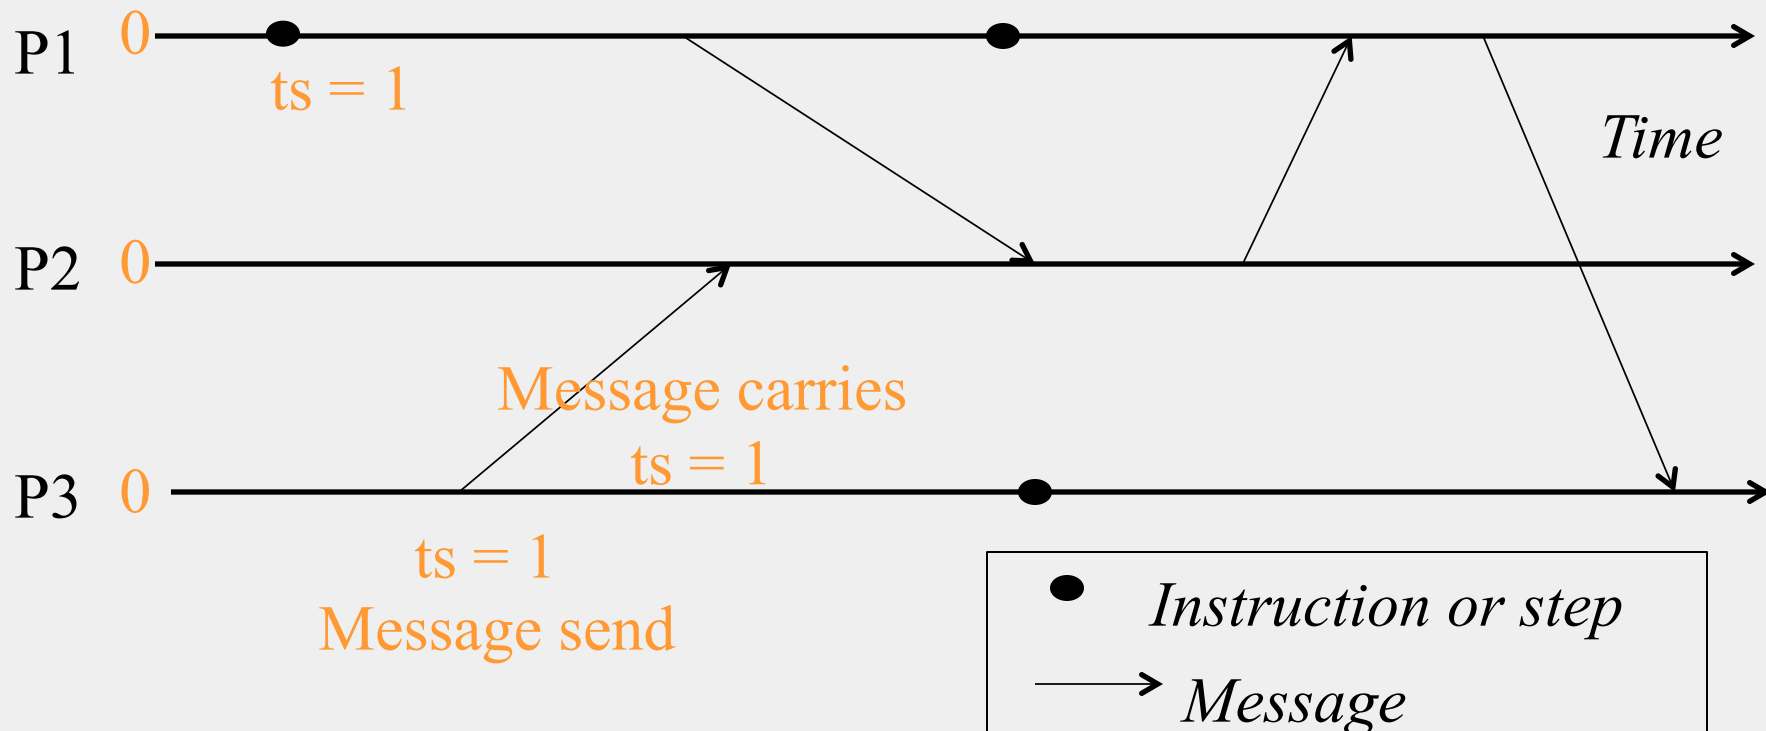 P1 0
ts = 1
Time
P2 0
Message carries
ts = 1
P3 0
ts = 1
Message send
Instruction or step
Message